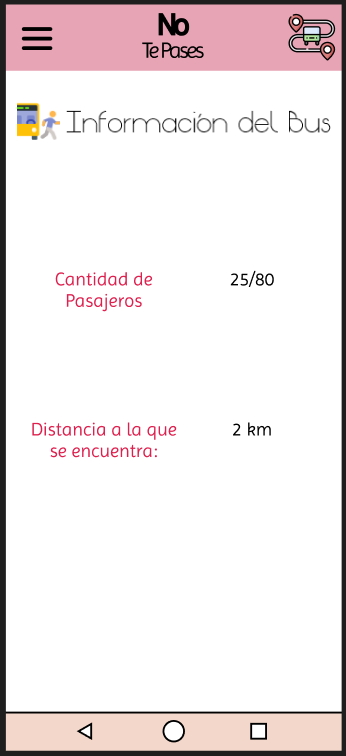 No
Te Pases
Información del Bus
Cantidad de
Pasajeros
25/80
Distancia a la que
se encuentra:
2 km